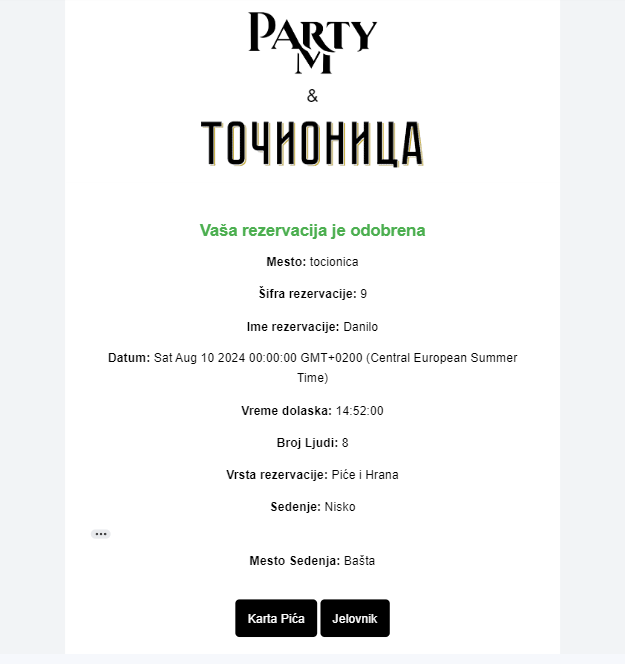 PARTY
M
&
ТОЧИОНИЦА
Vaša rezervacija je odobrena
Mesto: tocionica
Šifra rezervacije: 9
Ime rezervacije: Danilo
Datum: Sat Aug 10 2024 00:00:00 GMT+0200 (Central European Summer
Time)
Vreme dolaska: 14:52:00
Broj Ljudi: 8
Vrsta rezervacije: Piće i Hrana
Sedenje: Nisko
Mesto Sedenja: Bašta
Karta Pića Jelovnik